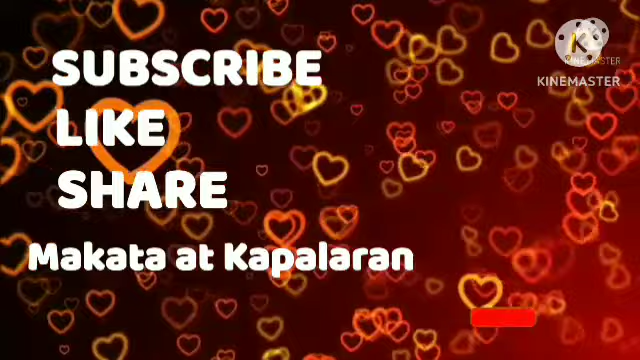 SUBSCRIBE
LIKE
SHARE
Makata at Kapalaran
KINEMASTER
KINEMASTER